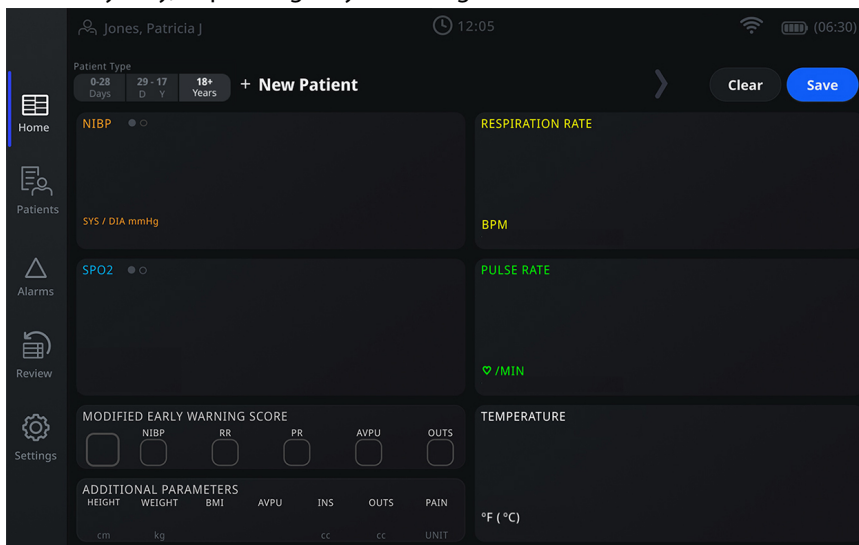 Jones, Patricia J
12:05
(06:30)
Patient Type
0-28 Days
29 - 17 D Y
18+ Years
+ New Patient
Clear
Save
Home
Patients
Alarms
Review
Settings
NIBP
SYS / DIA mmHg
RESPIRATION RATE
BPM
SPO2
PULSE RATE
/MIN
MODIFIED EARLY WARNING SCORE
NIBP RR PR AVPU OUTS
ADDITIONAL PARAMETERS
HEIGHT WEIGHT BMI AVPU INS OUTS PAIN
cm kg cc cc UNIT
TEMPERATURE
°F ( °C)